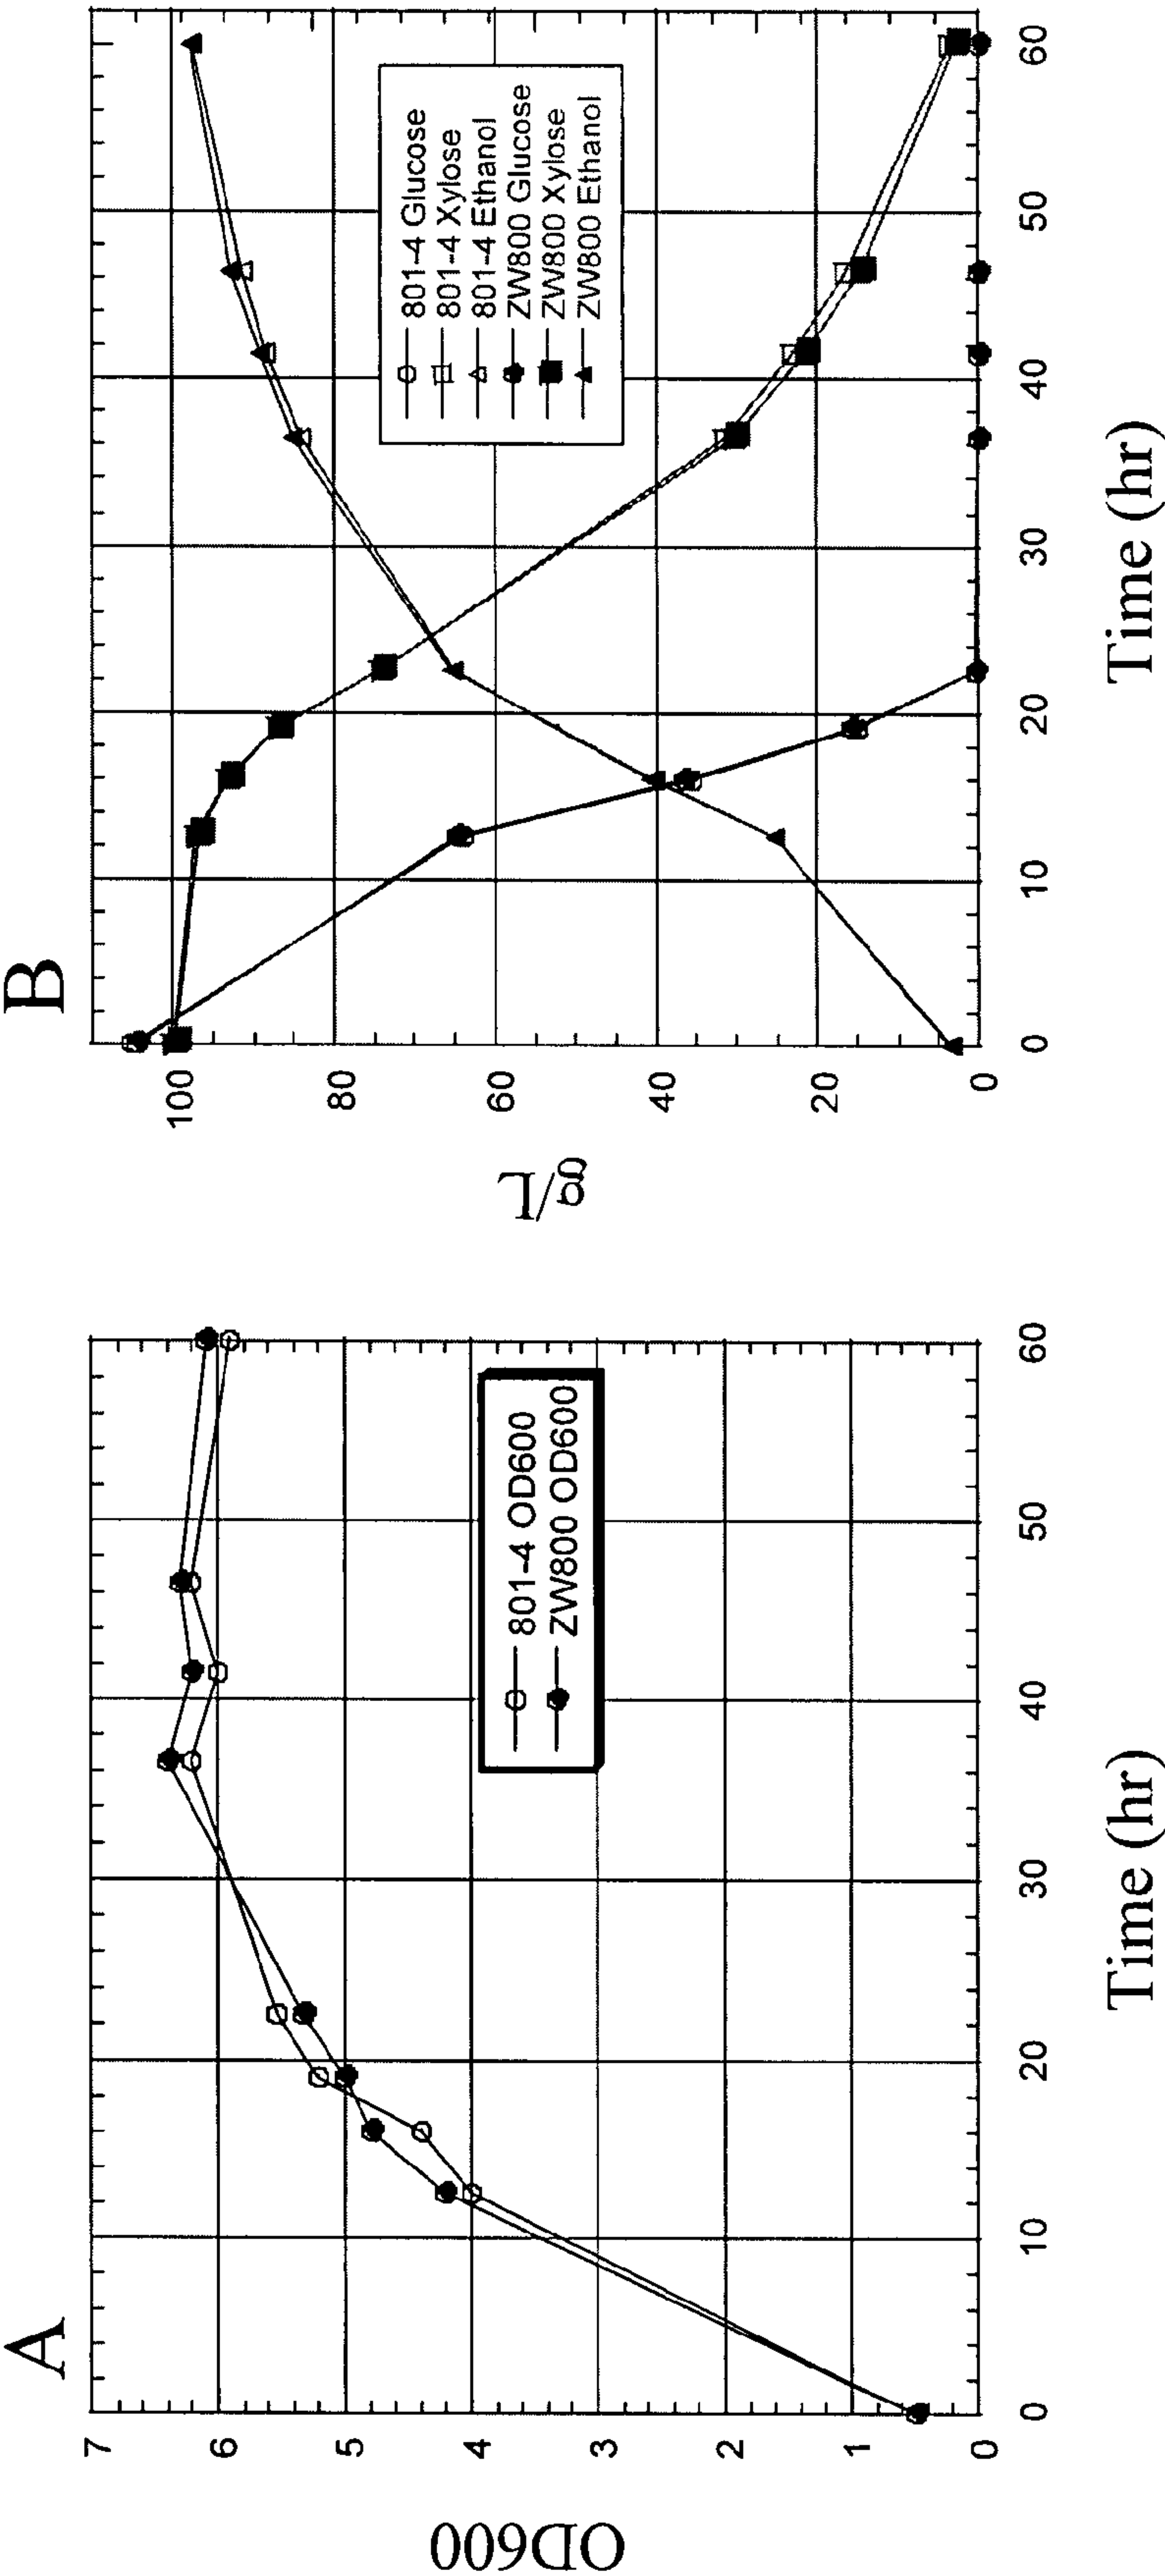 A
OD600
7
6
5
4
3
2
1
0
0 10 20 30 40 50 60
Time (hr)
801-4 OD600
ZW800 OD600
B
g/L
100
80
60
40
20
0
0 10 20 30 40 50 60
Time (hr)
801-4 Glucose
801-4 Xylose
801-4 Ethanol
ZW800 Glucose
ZW800 Xylose
ZW800 Ethanol